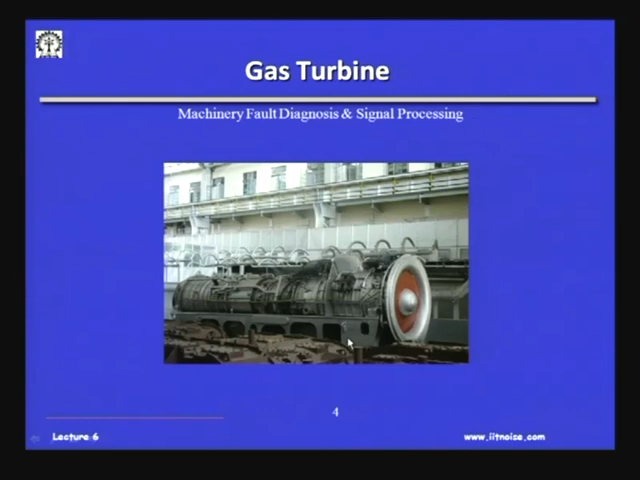 Gas Turbine
Machinery Fault Diagnosis & Signal Processing
4
Lecture 6
www.iitnoise.com